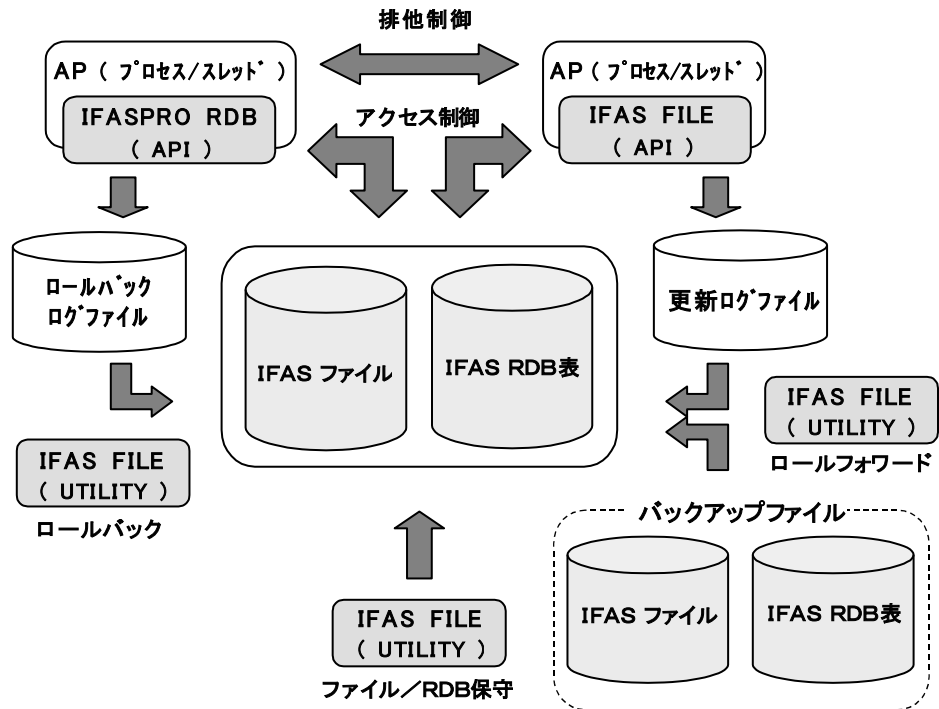 排他制御
AP ( ﾌﾟﾛｾｽ/ｽﾚｯﾄﾞ )
IFASPRO RDB
( API )
アクセス制御
AP ( ﾌﾟﾛｾｽ/ｽﾚｯﾄﾞ )
IFAS FILE
( API )
ﾛｰﾙﾊﾞｯｸ
ﾛｸﾞﾌｧｲﾙ
IFAS ファイル
IFAS RDB表
更新ﾛｸﾞﾌｧｲﾙ
IFAS FILE
( UTILITY )
ロールバック
IFAS FILE
( UTILITY )
ロールフォワード
バックアップファイル
IFAS ファイル
IFAS RDB表
IFAS FILE
( UTILITY )
ファイル／RDB保守